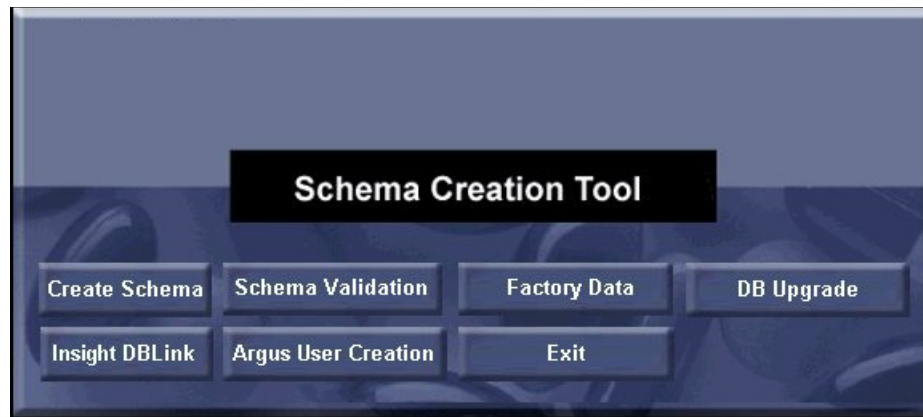 Schema Creation Tool
Create Schema
Schema Validation
Factory Data
DB Upgrade
Insight DBLink
Argus User Creation
Exit